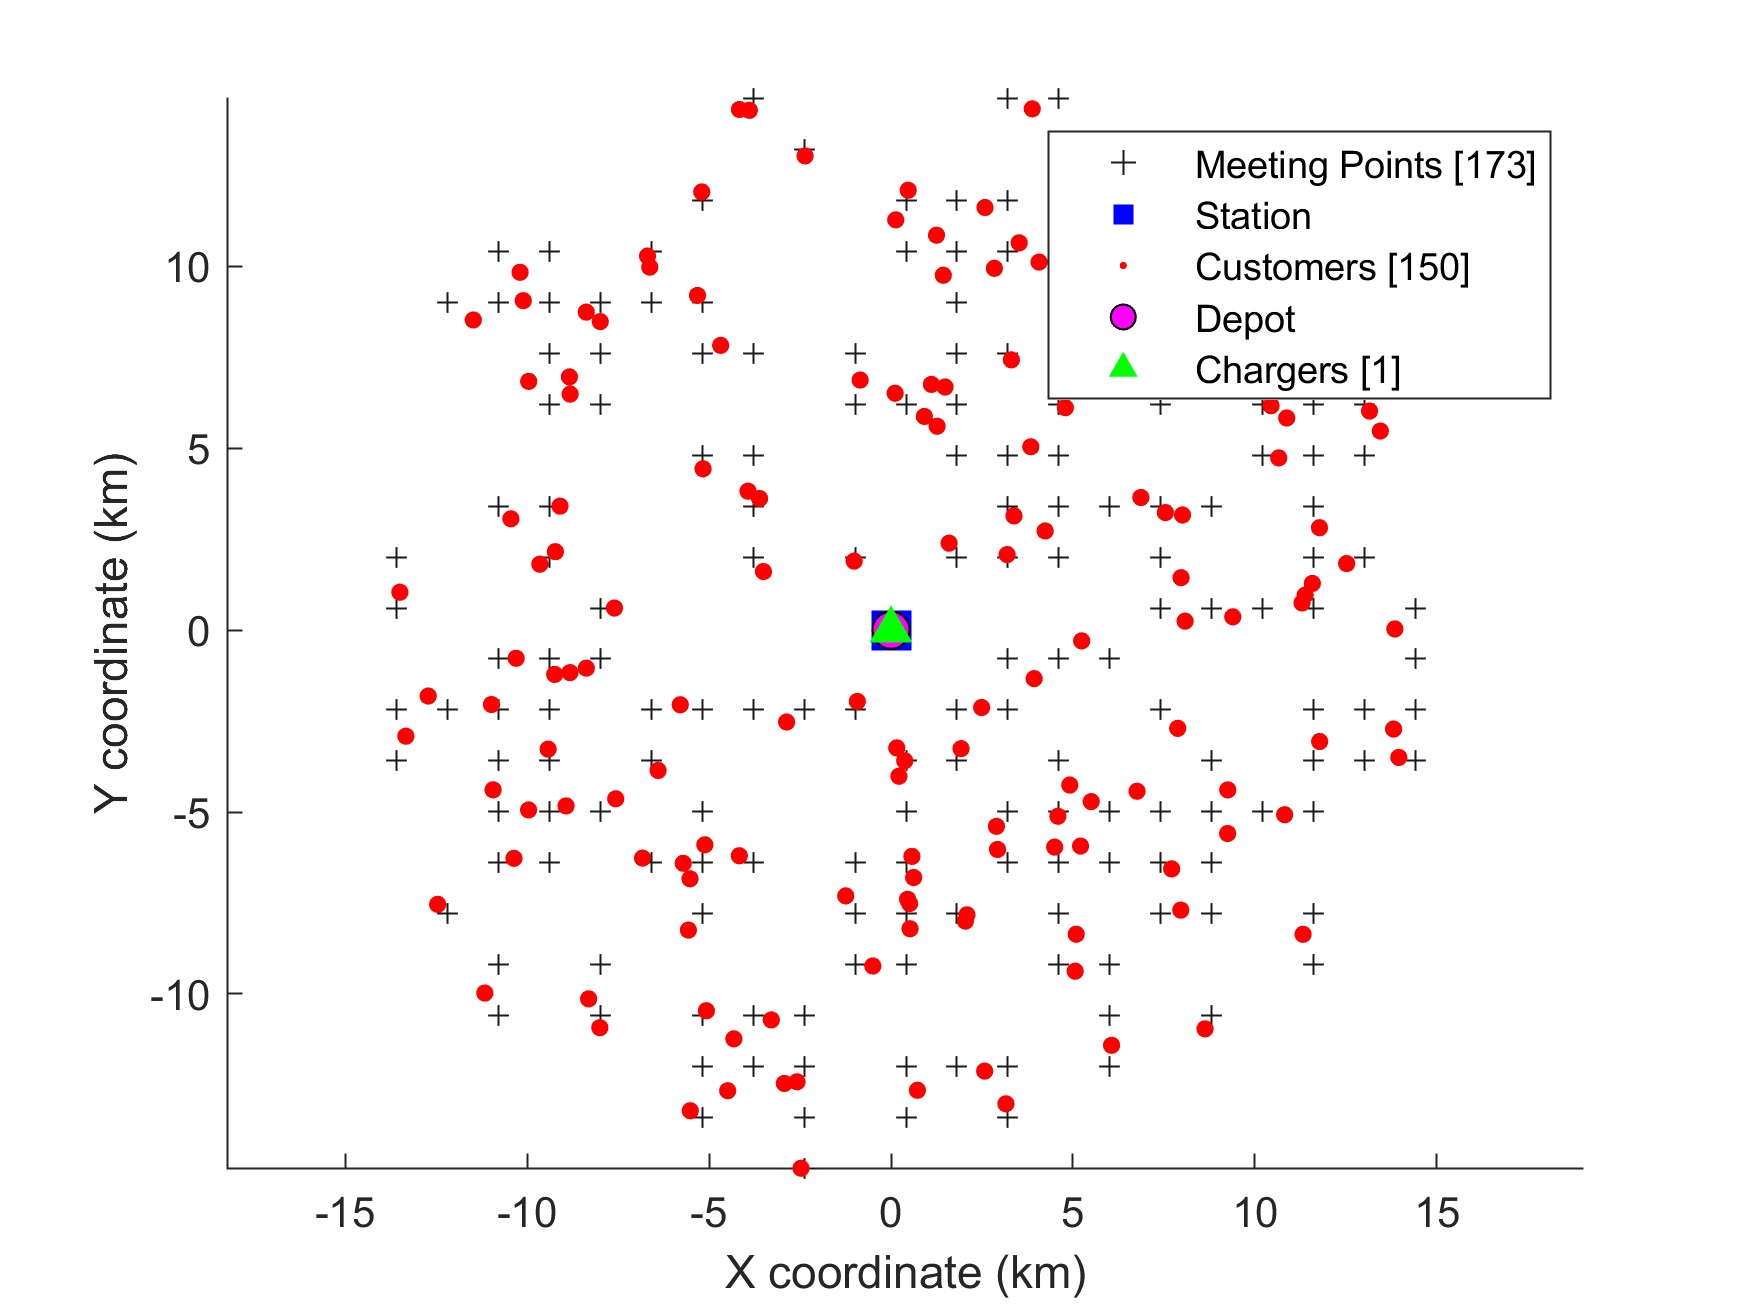 Meeting Points [173]
Station
Customers [150]
Depot
Chargers [1]
10
5
0
-5
-10
Y coordinate (km)
-15 -10 -5 0 5 10 15
X coordinate (km)